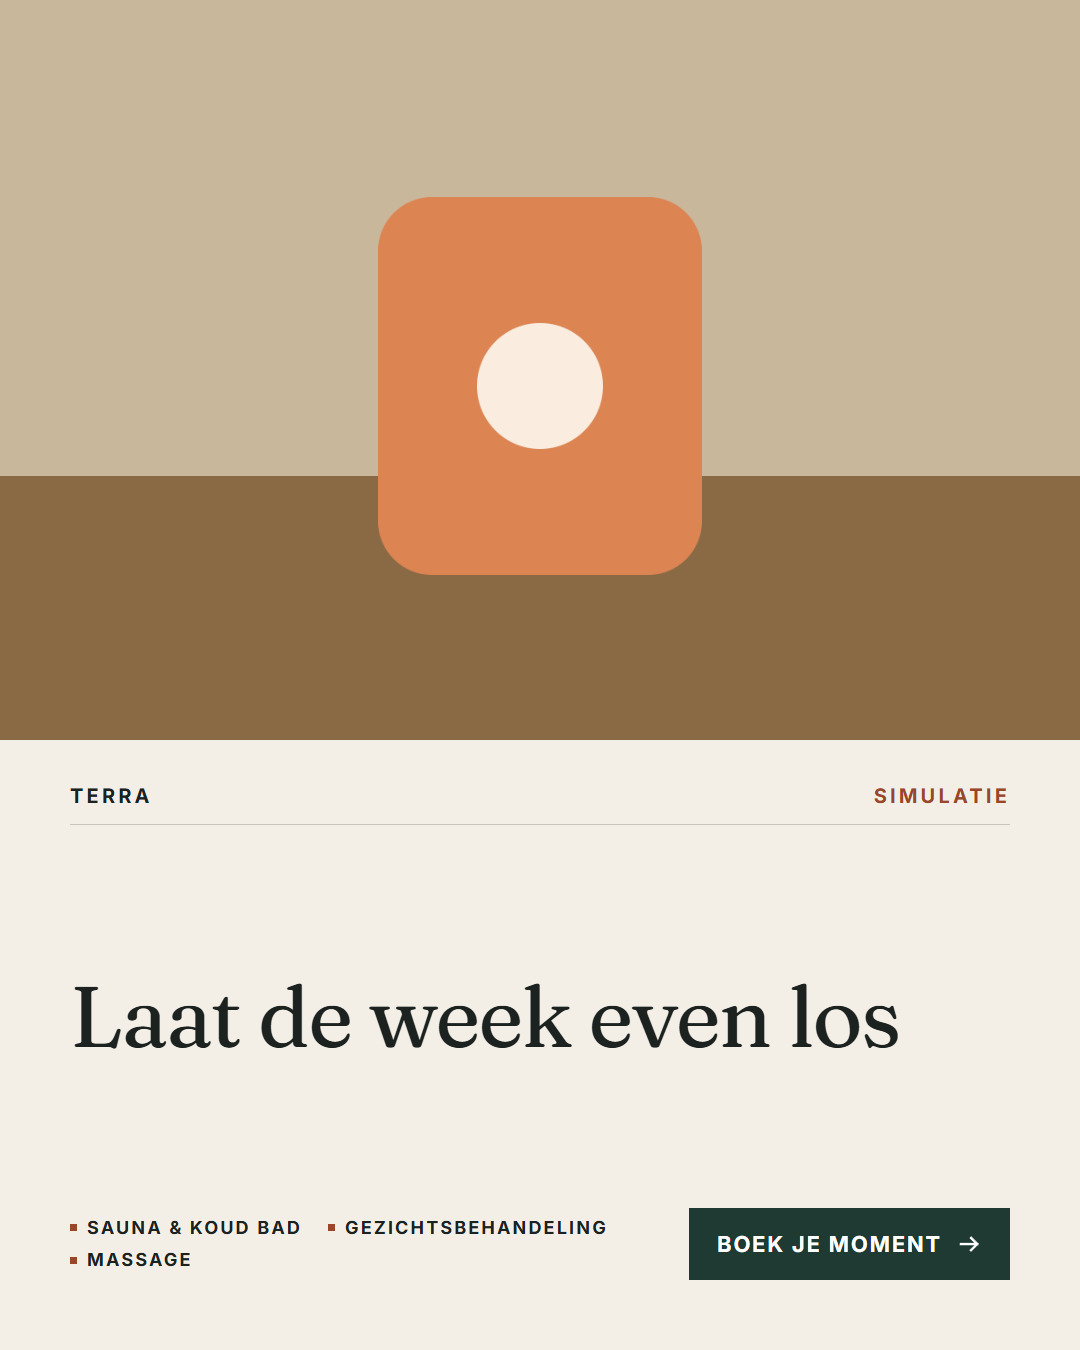 TERRA
SIMULATIE
Laat de week even los
SAUNA & KOUD BAD
GEZICHTSBEHANDELING
MASSAGE
BOEK JE MOMENT →